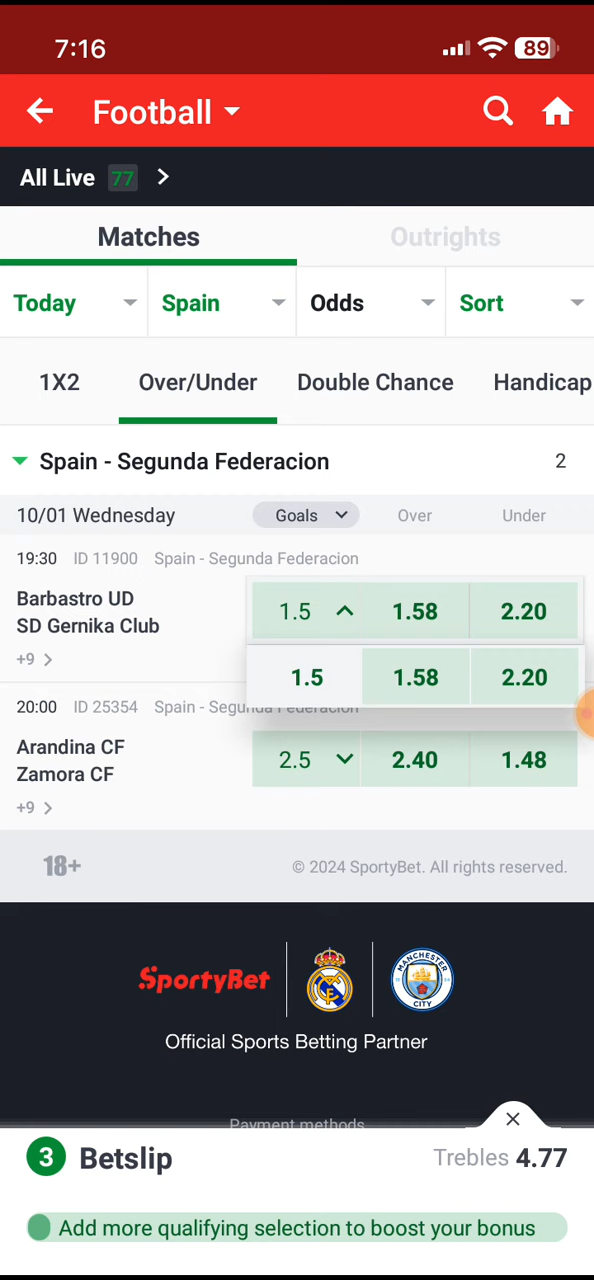 7:16
89
Football
All Live 77
Matches Outrights
Today Spain Odds Sort
1X2 Over/Under Double Chance Handicap
Spain - Segunda Federacion 2
10/01 Wednesday Goals Over Under
19:30 ID 11900 Spain - Segunda Federacion
Barbastro UD
SD Gernika Club
1.5 1.58 2.20
+9
1.5 1.58 2.20
20:00 ID 25354 Spain - Segunda Federacion
Arandina CF
Zamora CF
2.5 2.40 1.48
+9
18+ © 2024 SportyBet. All rights reserved.
SportyBet MANCHESTER CITY
Official Sports Betting Partner
Payment methods
3 Betslip Trebles 4.77
Add more qualifying selection to boost your bonus